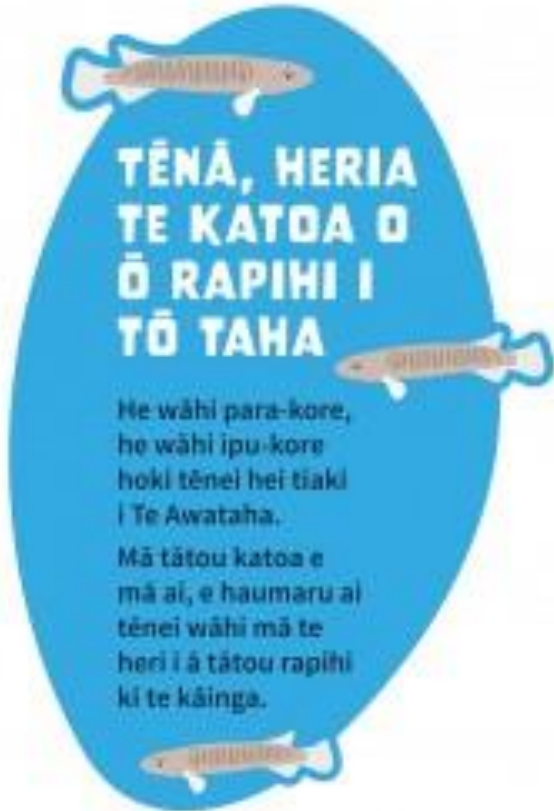 TĒNĀ, HERIA
TE KATOA O
Ō RAPIHI I
TŌ TAHA
He wāhi para-kore,
he wāhi ipu-kore
hoki tēnei hei tiaki
i Te Awataha.
Mā tātou katoa e
mā ai, e haumaru ai
tēnei wāhi mā te
heri i ā tātou rapihi
ki te kāinga.